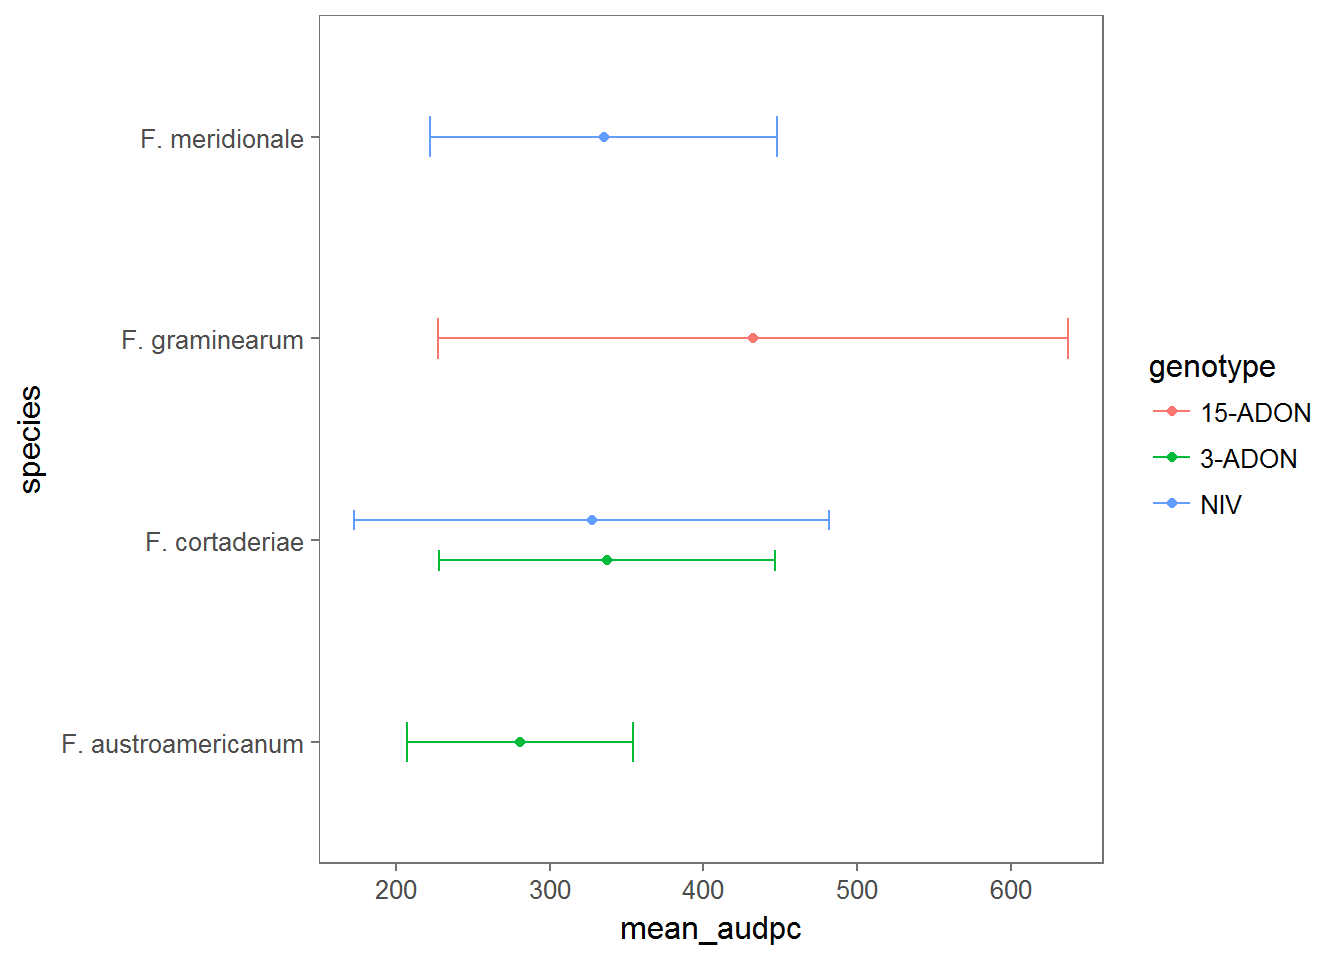 species
F. meridionale
F. graminearum
F. cortaderiae
F. austroamericanum
200 300 400 500 600
mean_audpc
genotype
15-ADON
3-ADON
NIV